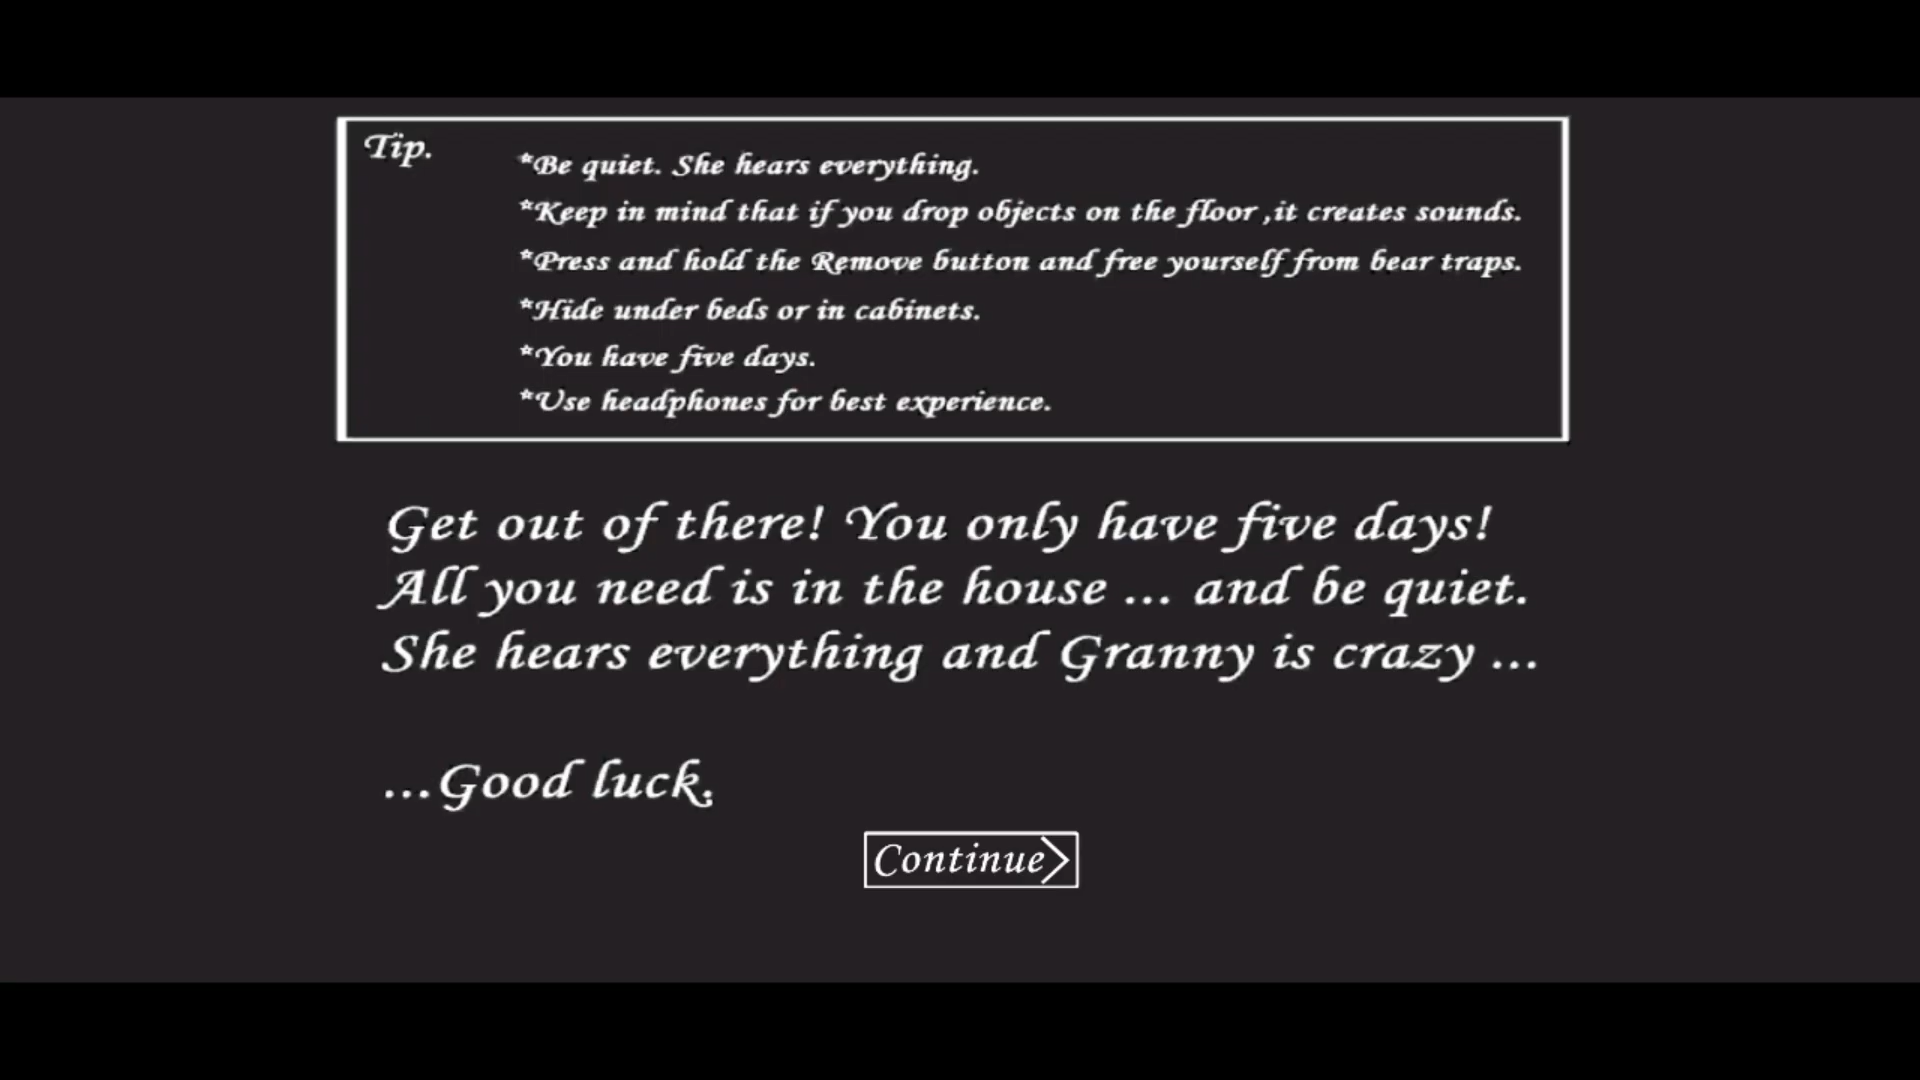 Tip.
*Be quiet. She hears everything.
*Keep in mind that if you drop objects on the floor ,it creates sounds.
*Press and hold the Remove button and free yourself from bear traps.
*Hide under beds or in cabinets.
*You have five days.
*Use headphones for best experience.
Get out of there! You only have five days!
All you need is in the house ... and be quiet.
She hears everything and Granny is crazy ...
...Good luck.
Continue>